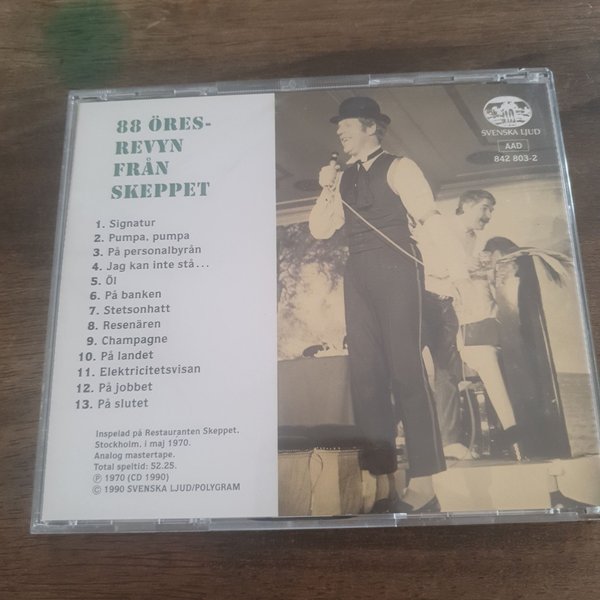 88 ÖRES-
REVYN
FRÅN
SKEPPET
1. Signatur
2. Pumpa, pumpa
3. På personalbyrån
4. Jag kan inte stå...
5. Öl
6. På banken
7. Stetsonhatt
8. Resenären
9. Champagne
10. På landet
11. Elektricitetsvisan
12. På jobbet
13. På slutet
Inspelad på Restauranten Skeppet.
Stockholm. i maj 1970.
Analog mastertape.
Total speltid: 52.25.
Ⓟ 1970 (CD 1990)
© 1990 SVENSKA LJUD/POLYGRAM
SVENSKA LJUD
AAD
842 803-2